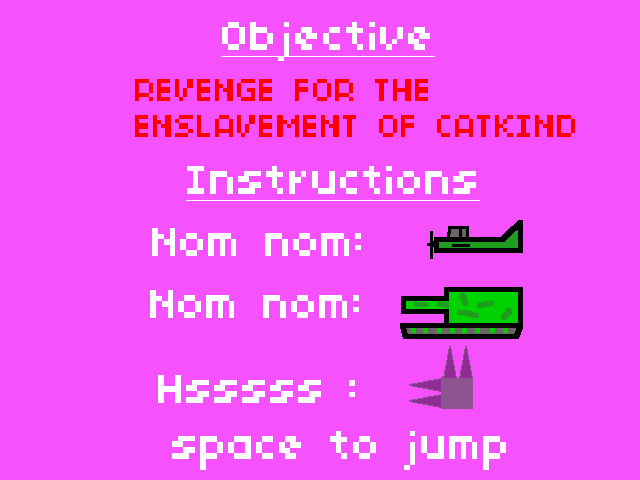 Objective
REVENGE FOR THE
ENSLAVEMENT OF CATKIND
Instructions
Nom nom:
Nom nom:
Hsssss :
space to jump